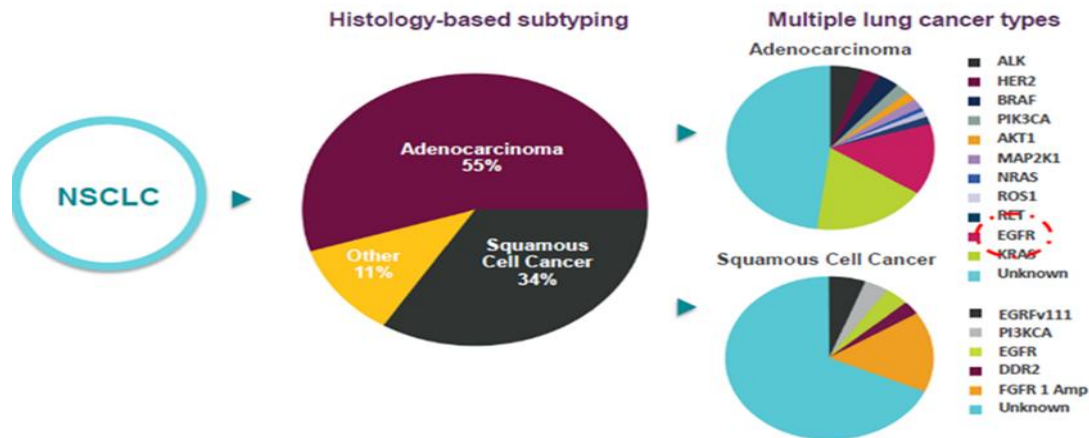 Histology-based subtyping
Multiple lung cancer types
NSCLC
Adenocarcinoma
55%
Other
11%
Squamous
Cell Cancer
34%
Adenocarcinoma
ALK
HER2
BRAF
PIK3CA
AKT1
MAP2K1
NRAS
ROS1
RET
EGFR
KRAS
Unknown
Squamous Cell Cancer
EGRFv111
PI3KCA
EGFR
DDR2
FGFR 1 Amp
Unknown